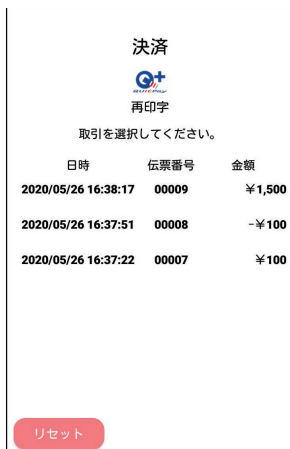 決済
Q+
QUICPay
再印字
取引を選択してください。
日時 伝票番号 金額
2020/05/26 16:38:17 00009 ￥1,500
2020/05/26 16:37:51 00008 -￥100
2020/05/26 16:37:22 00007 ￥100
リセット